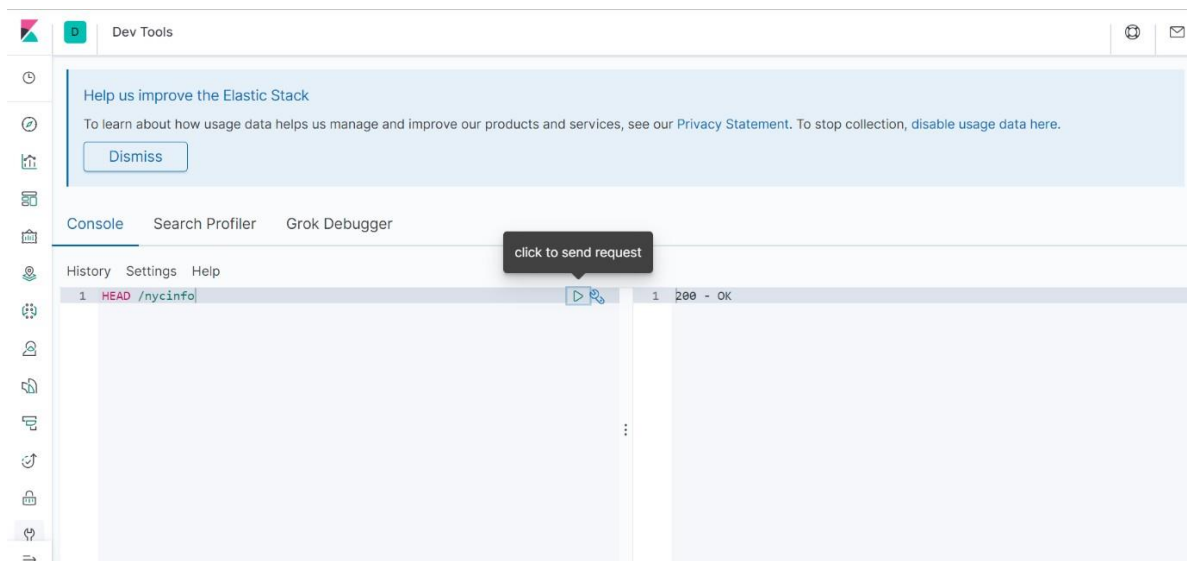 D Dev Tools
Help us improve the Elastic Stack
To learn about how usage data helps us manage and improve our products and services, see our Privacy Statement. To stop collection, disable usage data here.
Dismiss
Console Search Profiler Grok Debugger
click to send request
History Settings Help
1 HEAD /nycinfo 1 200 - OK